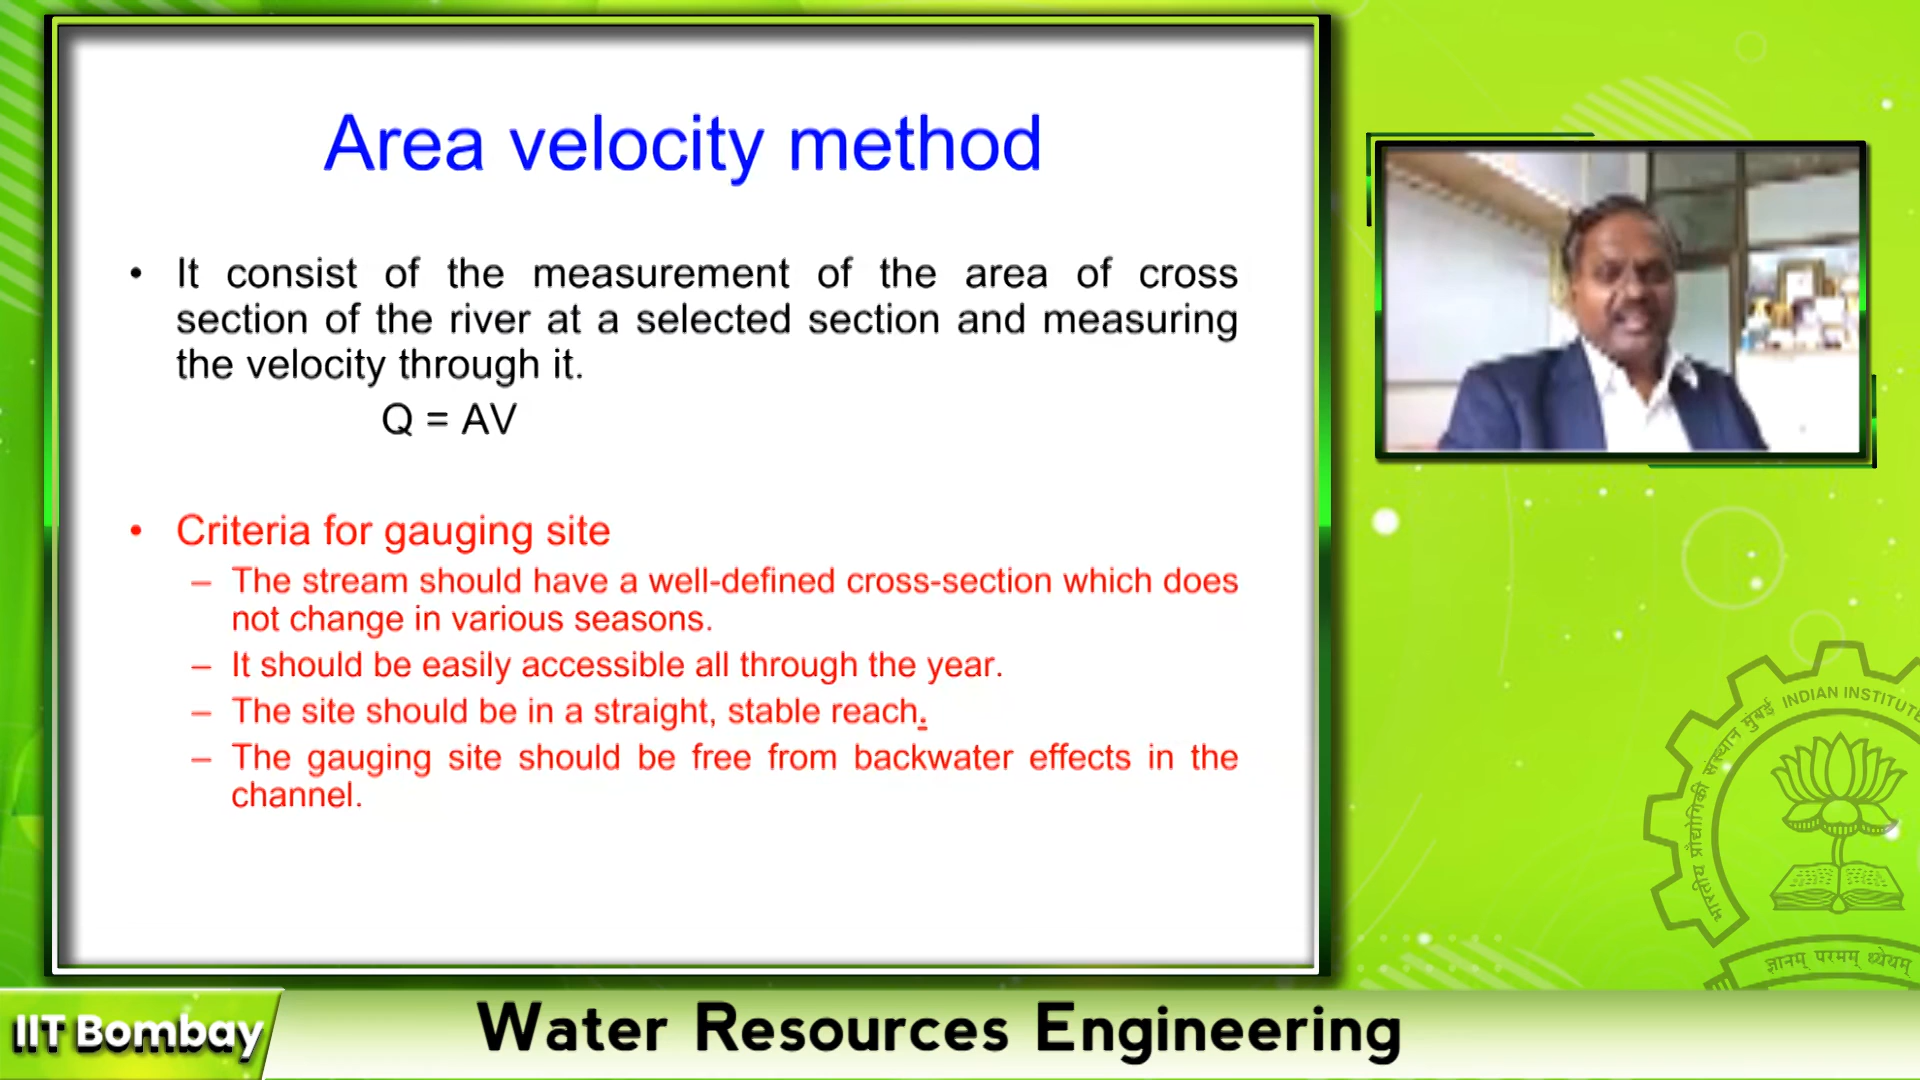 Area velocity method
• It consist of the measurement of the area of cross
section of the river at a selected section and measuring
the velocity through it.
Q = AV
• Criteria for gauging site
– The stream should have a well-defined cross-section which does
not change in various seasons.
– It should be easily accessible all through the year.
– The site should be in a straight, stable reach.
– The gauging site should be free from backwater effects in the
channel.
भारतीय प्रौद्योगिकी संस्थान मुंबई INDIAN INSTITUTE
ज्ञानम् परमम् ध्येयम्
IIT Bombay
Water Resources Engineering